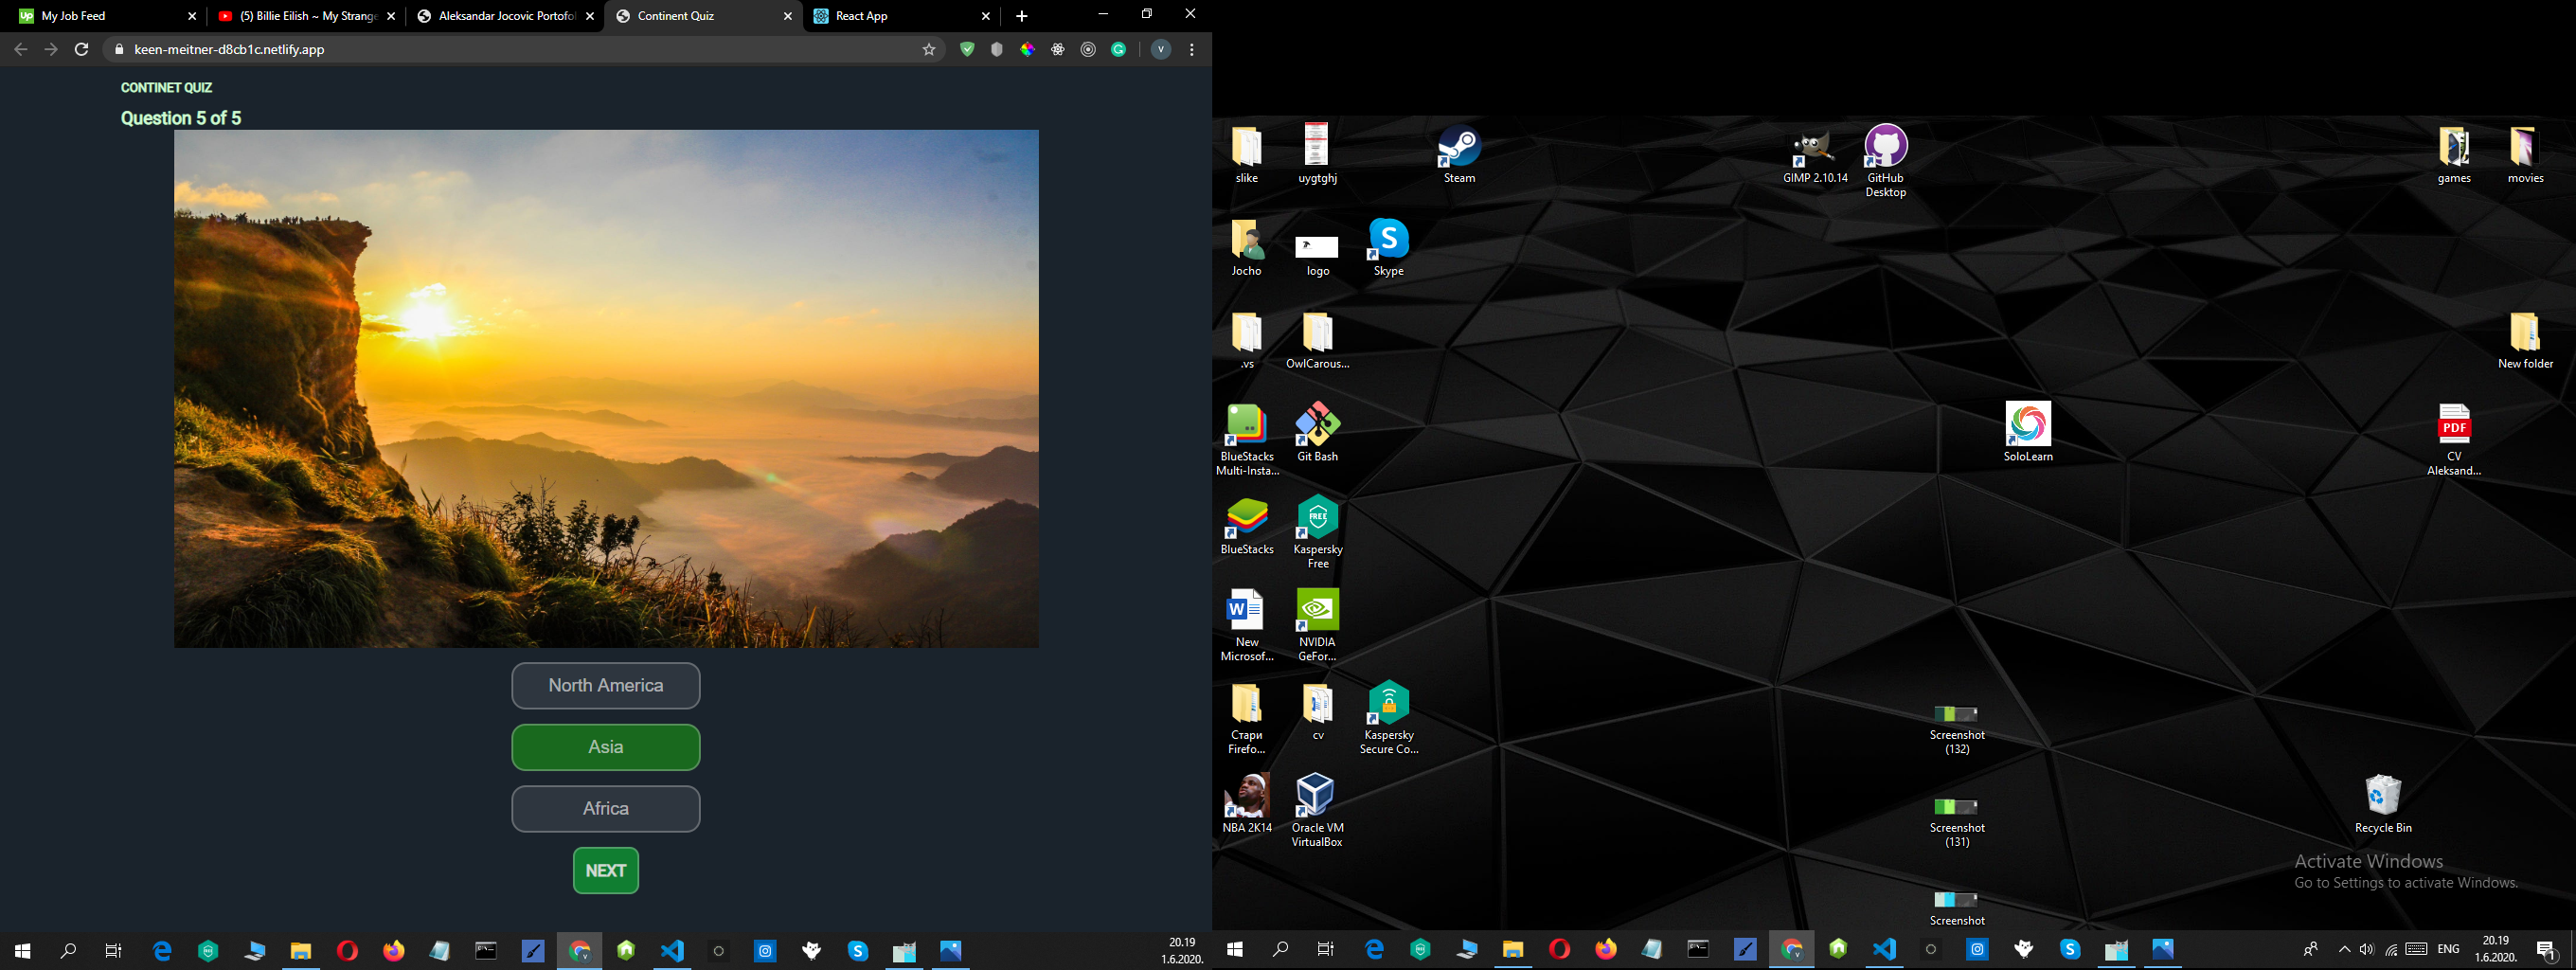 My Job Feed
(5) Billie Eilish ~ My Strange
Aleksandar Jocovic Portofol
Continent Quiz
React App
keen-meitner-d8cb1c.netlify.app
CONTINET QUIZ
Question 5 of 5
North America
Asia
Africa
NEXT
20.19
1.6.2020.
slike
uygtghj
Steam
GIMP 2.10.14
GitHub
Desktop
games
movies
Jocho
logo
Skype
.vs
OwlCarous...
New folder
BlueStacks
Multi-Insta...
Git Bash
SoloLearn
PDF
CV
Aleksand...
BlueStacks
FREE
Kaspersky
Free
New
Microsof...
NVIDIA
GeFor...
Стари
Firefo...
cv
Kaspersky
Secure Co...
Screenshot
(132)
NBA 2K14
Oracle VM
VirtualBox
Screenshot
(131)
Recycle Bin
Activate Windows
Go to Settings to activate Windows.
Screenshot
ENG
20.19
1.6.2020.